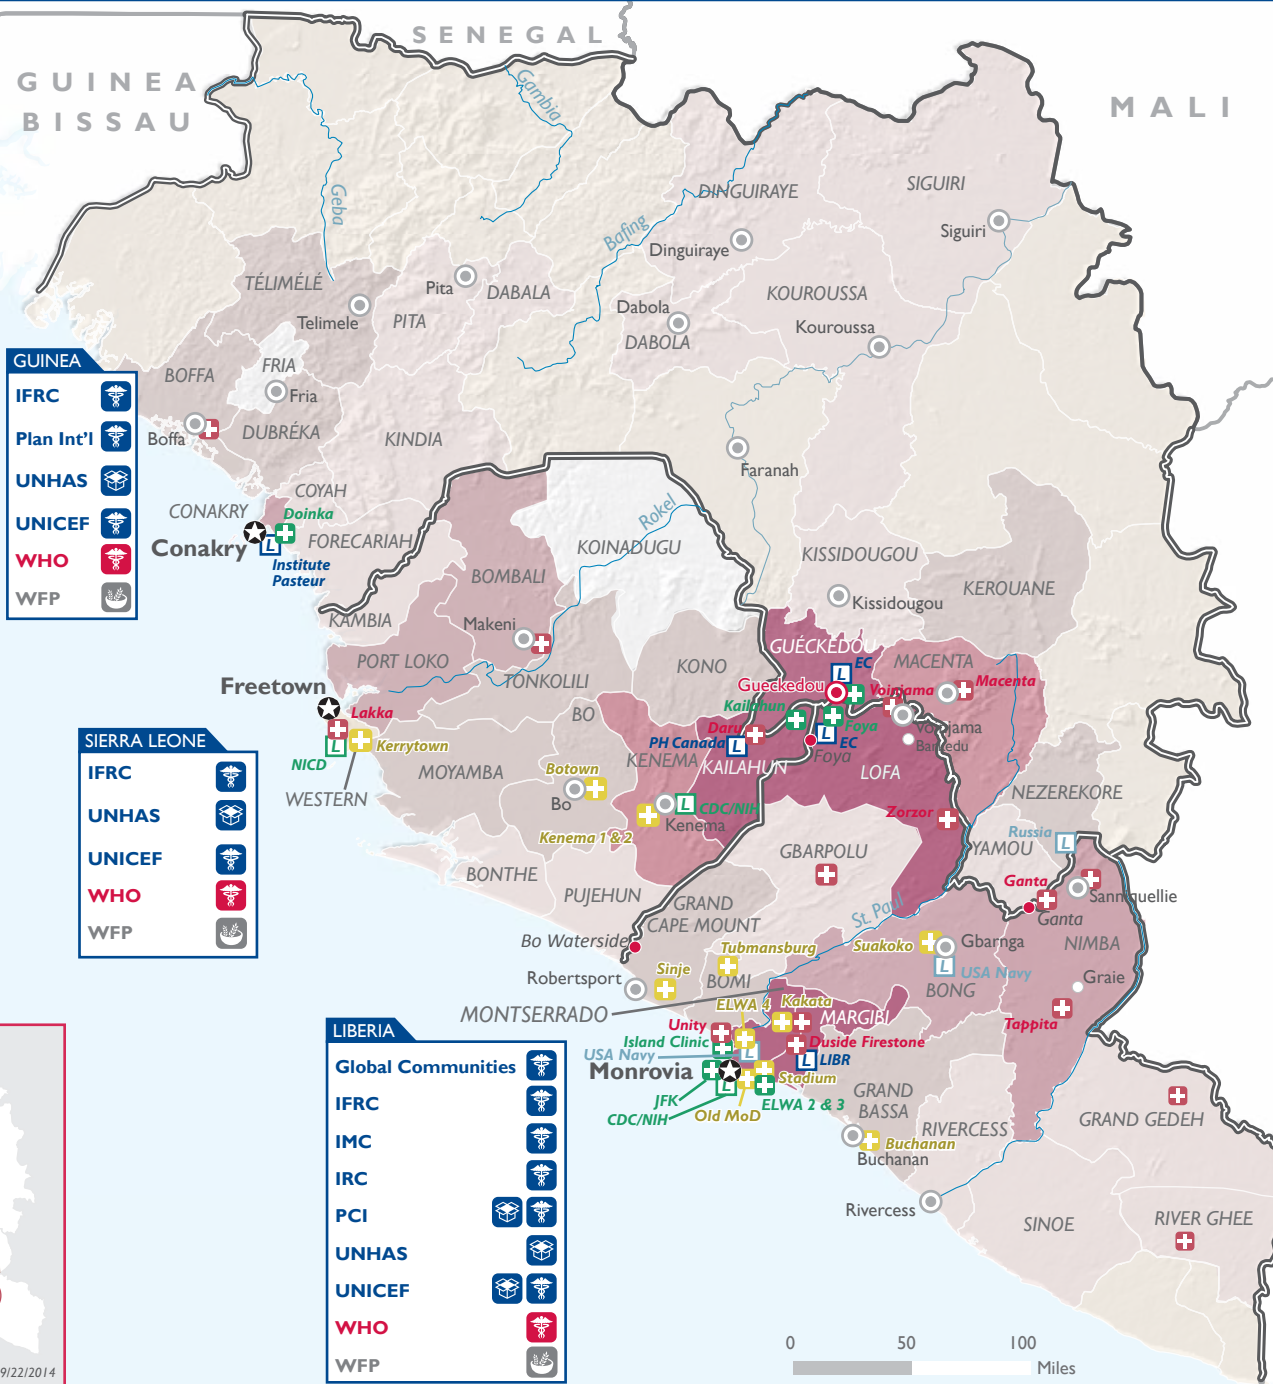 SENEGAL
GUINEA
BISSAU
MALI
Gambia
Geba
Bafing
DINGUIRAYE
SIGUIRI
Siguiri
Dinguiraye
TÉLIMÉLÉ
Telimele
Pita
PITA
DABALA
Dabola
DABOLA
KOUROUSSA
Kouroussa
BOFFA
FRIA
Fria
Boffa
DUBRÉKA
KINDIA
Faranah
COYAH
CONAKRY
Doinka
Conakry
L
Institute
Pasteur
FORECARIAH
GUINEA
IFRC
Plan Int'l
UNHAS
UNICEF
WHO
WFP
Rokel
KOINADUGU
BOMBALI
KISSIDOUGOU
Kissidougou
KEROUANE
KAMBIA
Makeni
PORT LOKO
TONKOLILI
KONO
GUÉCKEDOU
L
EC
MACENTA
Macenta
Gueckedou
Voinjama
Voinjama
Barkedu
Freetown
Lakka
L
NICD
Kerrytown
WESTERN
BO
MOYAMBA
Kailahun
Daru
PH Canada
L
KENEMA
KAILAHUN
Foya
L
EC
Foya
LOFA
Botown
Bo
Kenema 1 & 2
L
CDC/NIH
Kenema
Zorzor
NEZEREKORE
Russia
L
YAMOU
SIERRA LEONE
IFRC
UNHAS
UNICEF
WHO
WFP
BONTHE
PUJEHUN
GBARPOLU
GRAND
CAPE MOUNT
St. Paul
Ganta
Ganta
Sanniquellie
NIMBA
Bo Waterside
Robertsport
Sinje
Tubmansburg
BOMI
Suakoko
Gbarnga
L
USA Navy
BONG
Graie
Tappita
MONTSERRADO
ELWA 4
Kakata
MARGIBI
Unity
Island Clinic
USA Navy
L
Duside Firestone
L
LIBR
Monrovia
Stadium
JFK
L
CDC/NIH
Old MoD
ELWA 2 & 3
GRAND
BASSA
RIVERCESS
GRAND GEDEH
Buchanan
Buchanan
Rivercess
SINOE
RIVER GHEE
LIBERIA
Global Communities
IFRC
IMC
IRC
PCI
UNHAS
UNICEF
WHO
WFP
0 50 100
Miles
9/22/2014